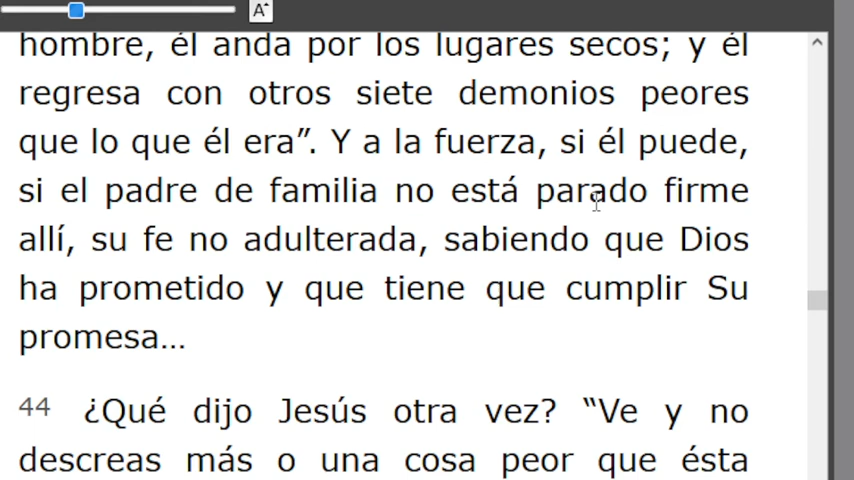 A
hombre, él anda por los lugares secos; y él
regresa con otros siete demonios peores
que lo que él era”. Y a la fuerza, si él puede,
si el padre de familia no está parado firme
allí, su fe no adulterada, sabiendo que Dios
ha prometido y que tiene que cumplir Su
promesa...
44 ¿Qué dijo Jesús otra vez? “Ve y no
descreas más o una cosa peor que ésta